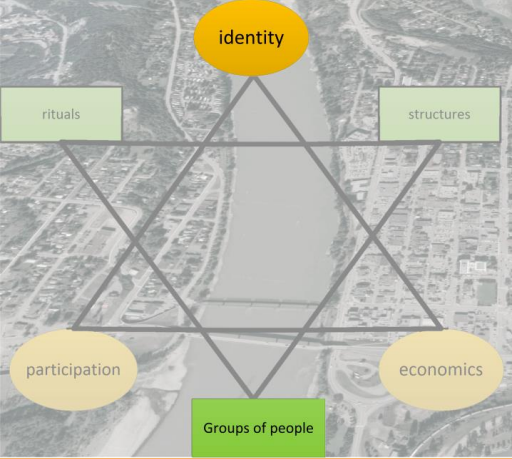 identity
rituals
structures
participation
economics
Groups of people